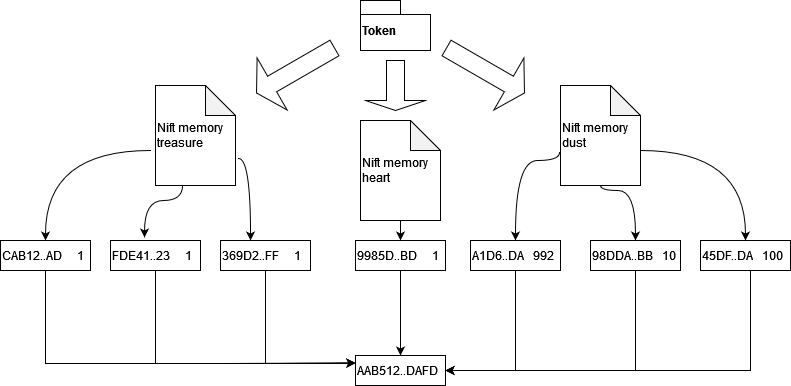 Token
Nift memory
treasure
Nift memory
heart
Nift memory
dust
CAB12..AD 1
FDE41..23 1
369D2..FF 1
9985D..BD 1
A1D6..DA 992
98DDA..BB 10
45DF..DA 100
AAB512..DAFD